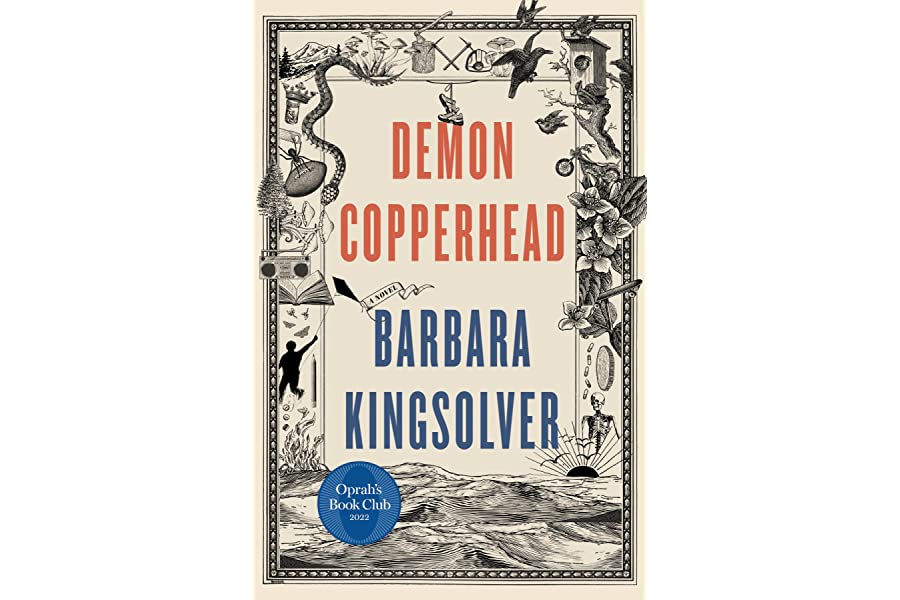 DEMON
COPPERHEAD
A NOVEL
BARBARA
KINGSOLVER
Oprah's
Book Club
2022